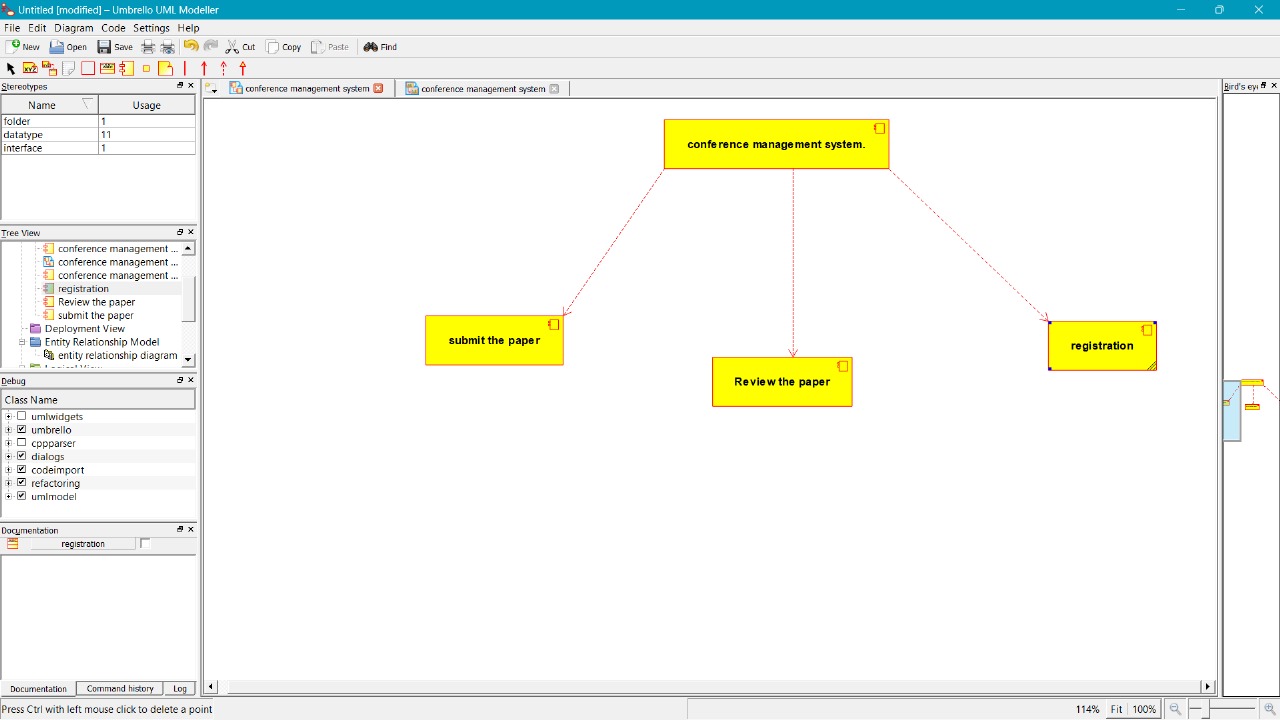 Untitled [modified] – Umbrello UML Modeller
File Edit Diagram Code Settings Help
New Open Save Cut Copy Paste Find
Stereotypes
Name Usage
folder 1
datatype 11
interface 1
Tree View
conference management ...
conference management ...
conference management ...
registration
Review the paper
submit the paper
Deployment View
Entity Relationship Model
entity relationship diagram
Debug
Class Name
umlwidgets
umbrello
cppparser
dialogs
codeimport
refactoring
umlmodel
Documentation
registration
Documentation Command history Log
conference management system conference management system
conference management system.
submit the paper
Review the paper
registration
Bird's eye
Press Ctrl with left mouse click to delete a point
114% Fit 100%